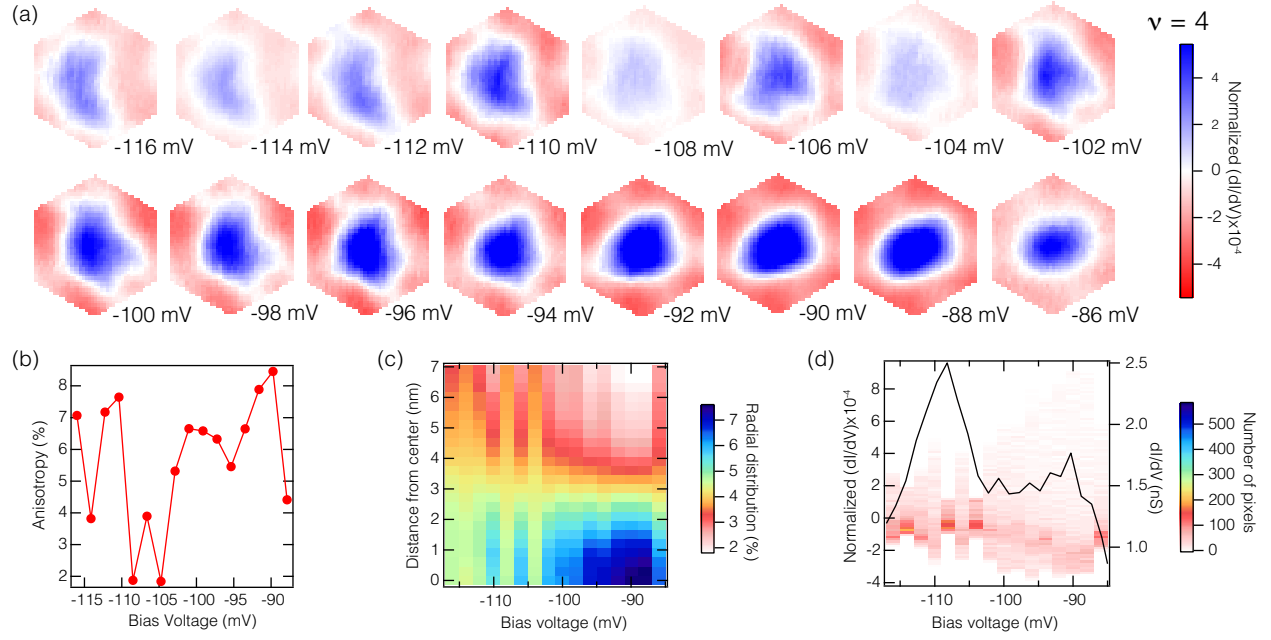 (a)
ν = 4
-116 mV
-114 mV
-112 mV
-110 mV
-108 mV
-106 mV
-104 mV
-102 mV
-100 mV
-98 mV
-96 mV
-94 mV
-92 mV
-90 mV
-88 mV
-86 mV
4
2
0
-2
-4
Normalized (dI/dV)x10⁻⁴
(b)
8
7
6
5
4
3
2
Anisotropy (%)
-115 -110 -105 -100 -95 -90
Bias Voltage (mV)
(c)
7
6
5
4
3
2
1
0
Distance from center (nm)
-110 -100 -90
Bias voltage (mV)
7
6
5
4
3
2
Radial distribution (%)
(d)
8
6
4
2
0
-2
-4
Normalized (dI/dV)x10⁻⁴
-110 -100 -90
Bias voltage (mV)
2.5
2.0
1.5
1.0
dI/dV (nS)
500
400
300
200
100
0
Number of pixels